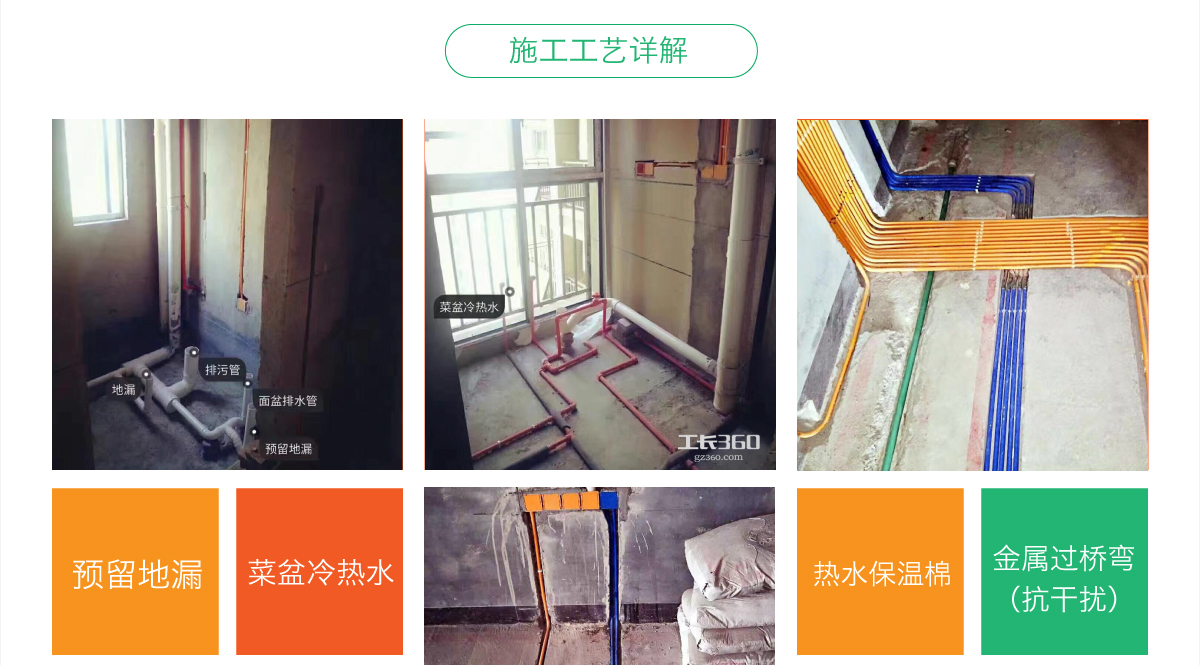 施工工艺详解
菜盆冷热水
排污管
地漏
面盆排水管
预留地漏
工长360
gz360.com
预留地漏
菜盆冷热水
热水保温棉
金属过桥弯
（抗干扰）